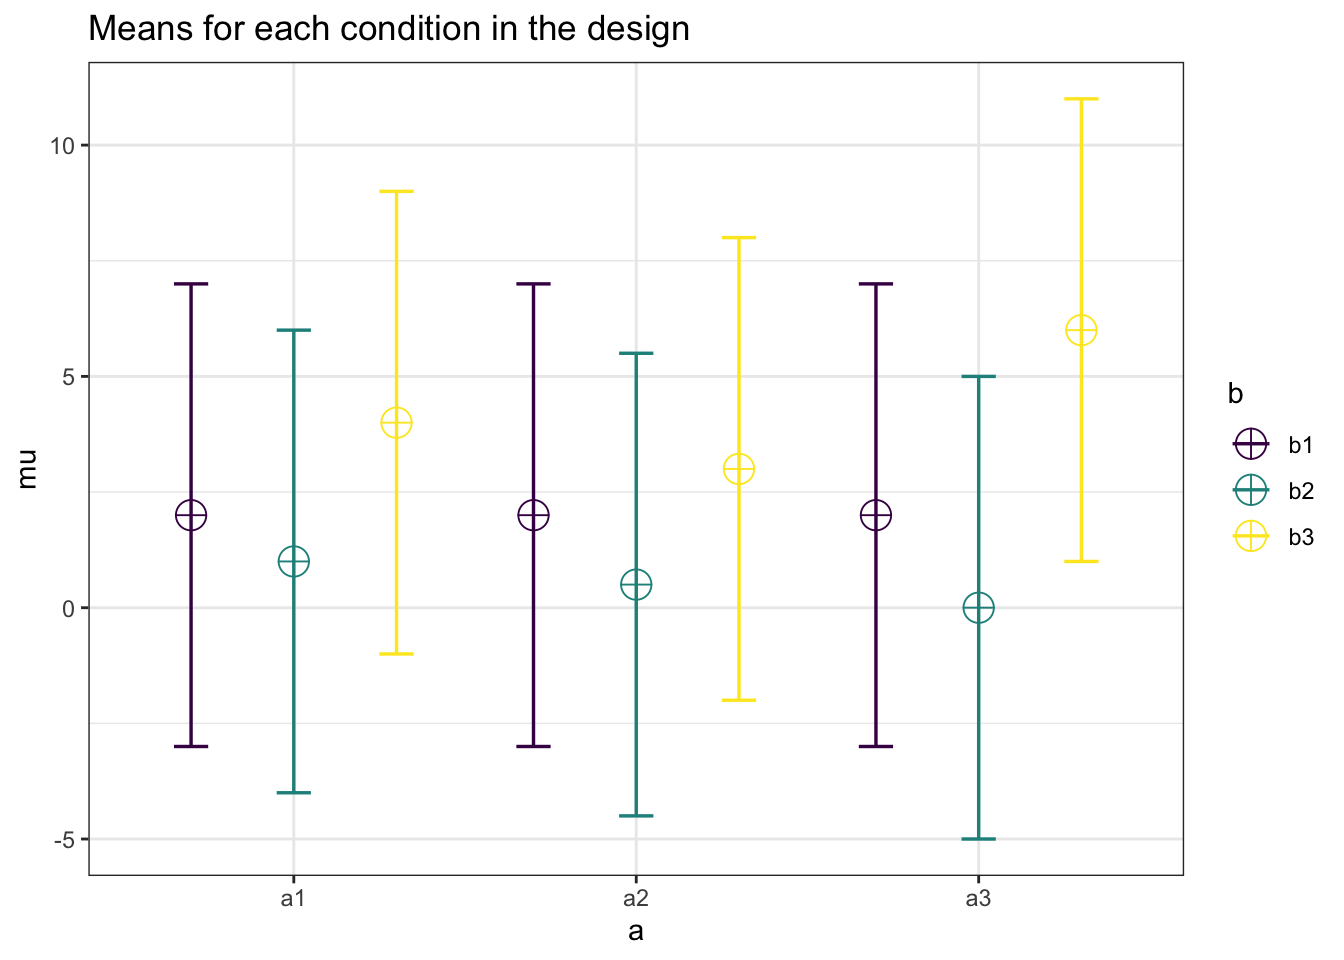 Means for each condition in the design
10
5
0
-5
mu
a1
a2
a3
a
b
b1
b2
b3